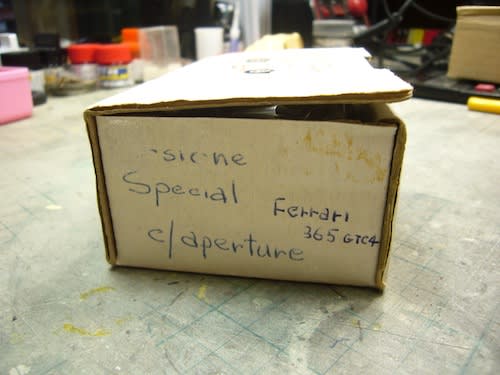 Special
Ferrari
365 GTC4
c/aperture